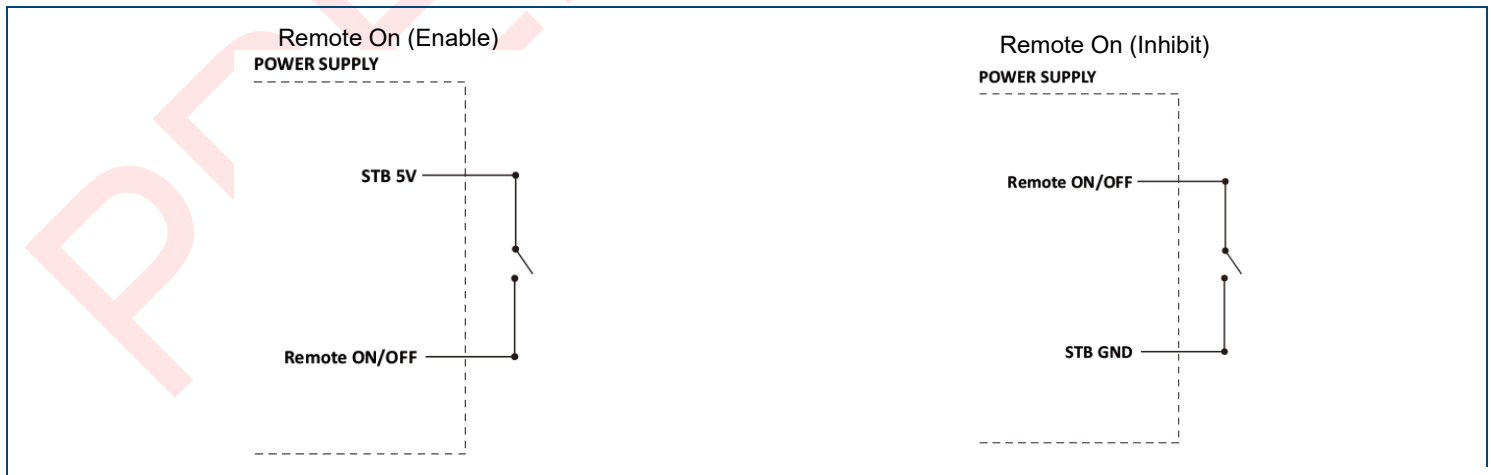 Remote On (Enable)
POWER SUPPLY
STB 5V
Remote ON/OFF
Remote On (Inhibit)
POWER SUPPLY
Remote ON/OFF
STB GND